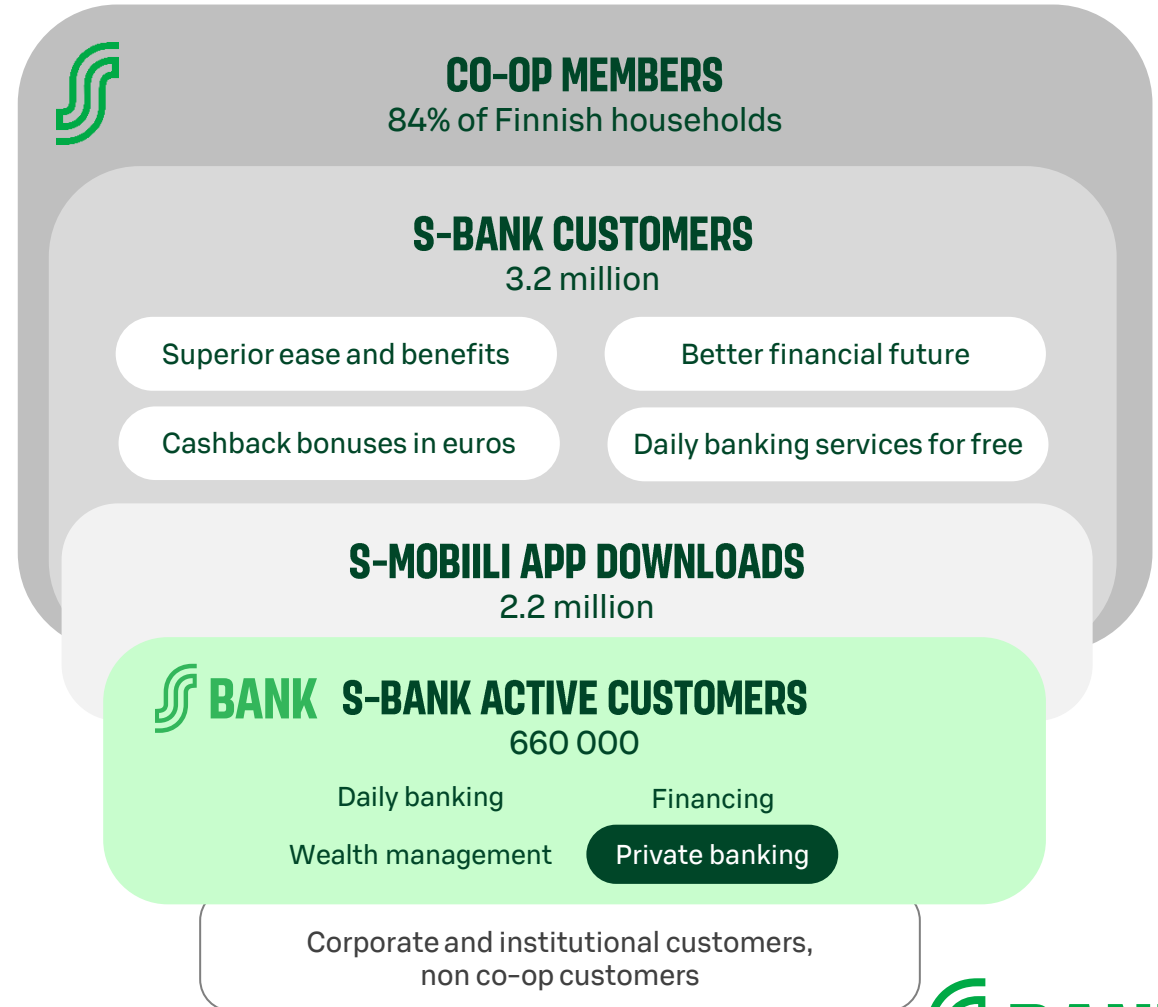 CO-OP MEMBERS
84% of Finnish households
S-BANK CUSTOMERS
3.2 million
Superior ease and benefits
Better financial future
Cashback bonuses in euros
Daily banking services for free
S-MOBIILI APP DOWNLOADS
2.2 million
BANK S-BANK ACTIVE CUSTOMERS
660 000
Daily banking
Financing
Wealth management
Private banking
Corporate and institutional customers,
non co-op customers